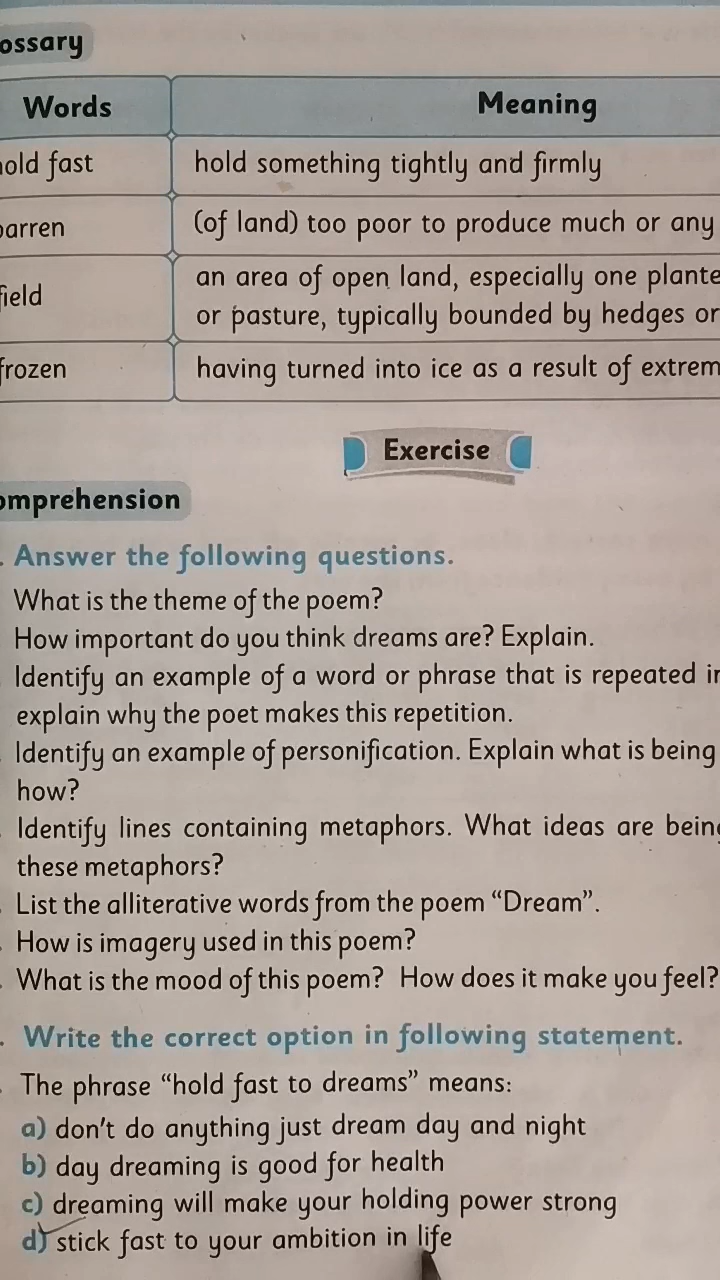 ossary
Words Meaning
old fast hold something tightly and firmly
arren (of land) too poor to produce much or any
field an area of open land, especially one plante
or pasture, typically bounded by hedges or
frozen having turned into ice as a result of extrem
Exercise
omprehension
. Answer the following questions.
What is the theme of the poem?
How important do you think dreams are? Explain.
Identify an example of a word or phrase that is repeated in
explain why the poet makes this repetition.
Identify an example of personification. Explain what is being
how?
Identify lines containing metaphors. What ideas are being
these metaphors?
List the alliterative words from the poem “Dream”.
How is imagery used in this poem?
What is the mood of this poem? How does it make you feel?
. Write the correct option in following statement.
The phrase “hold fast to dreams” means:
a) don't do anything just dream day and night
b) day dreaming is good for health
c) dreaming will make your holding power strong
d) stick fast to your ambition in life